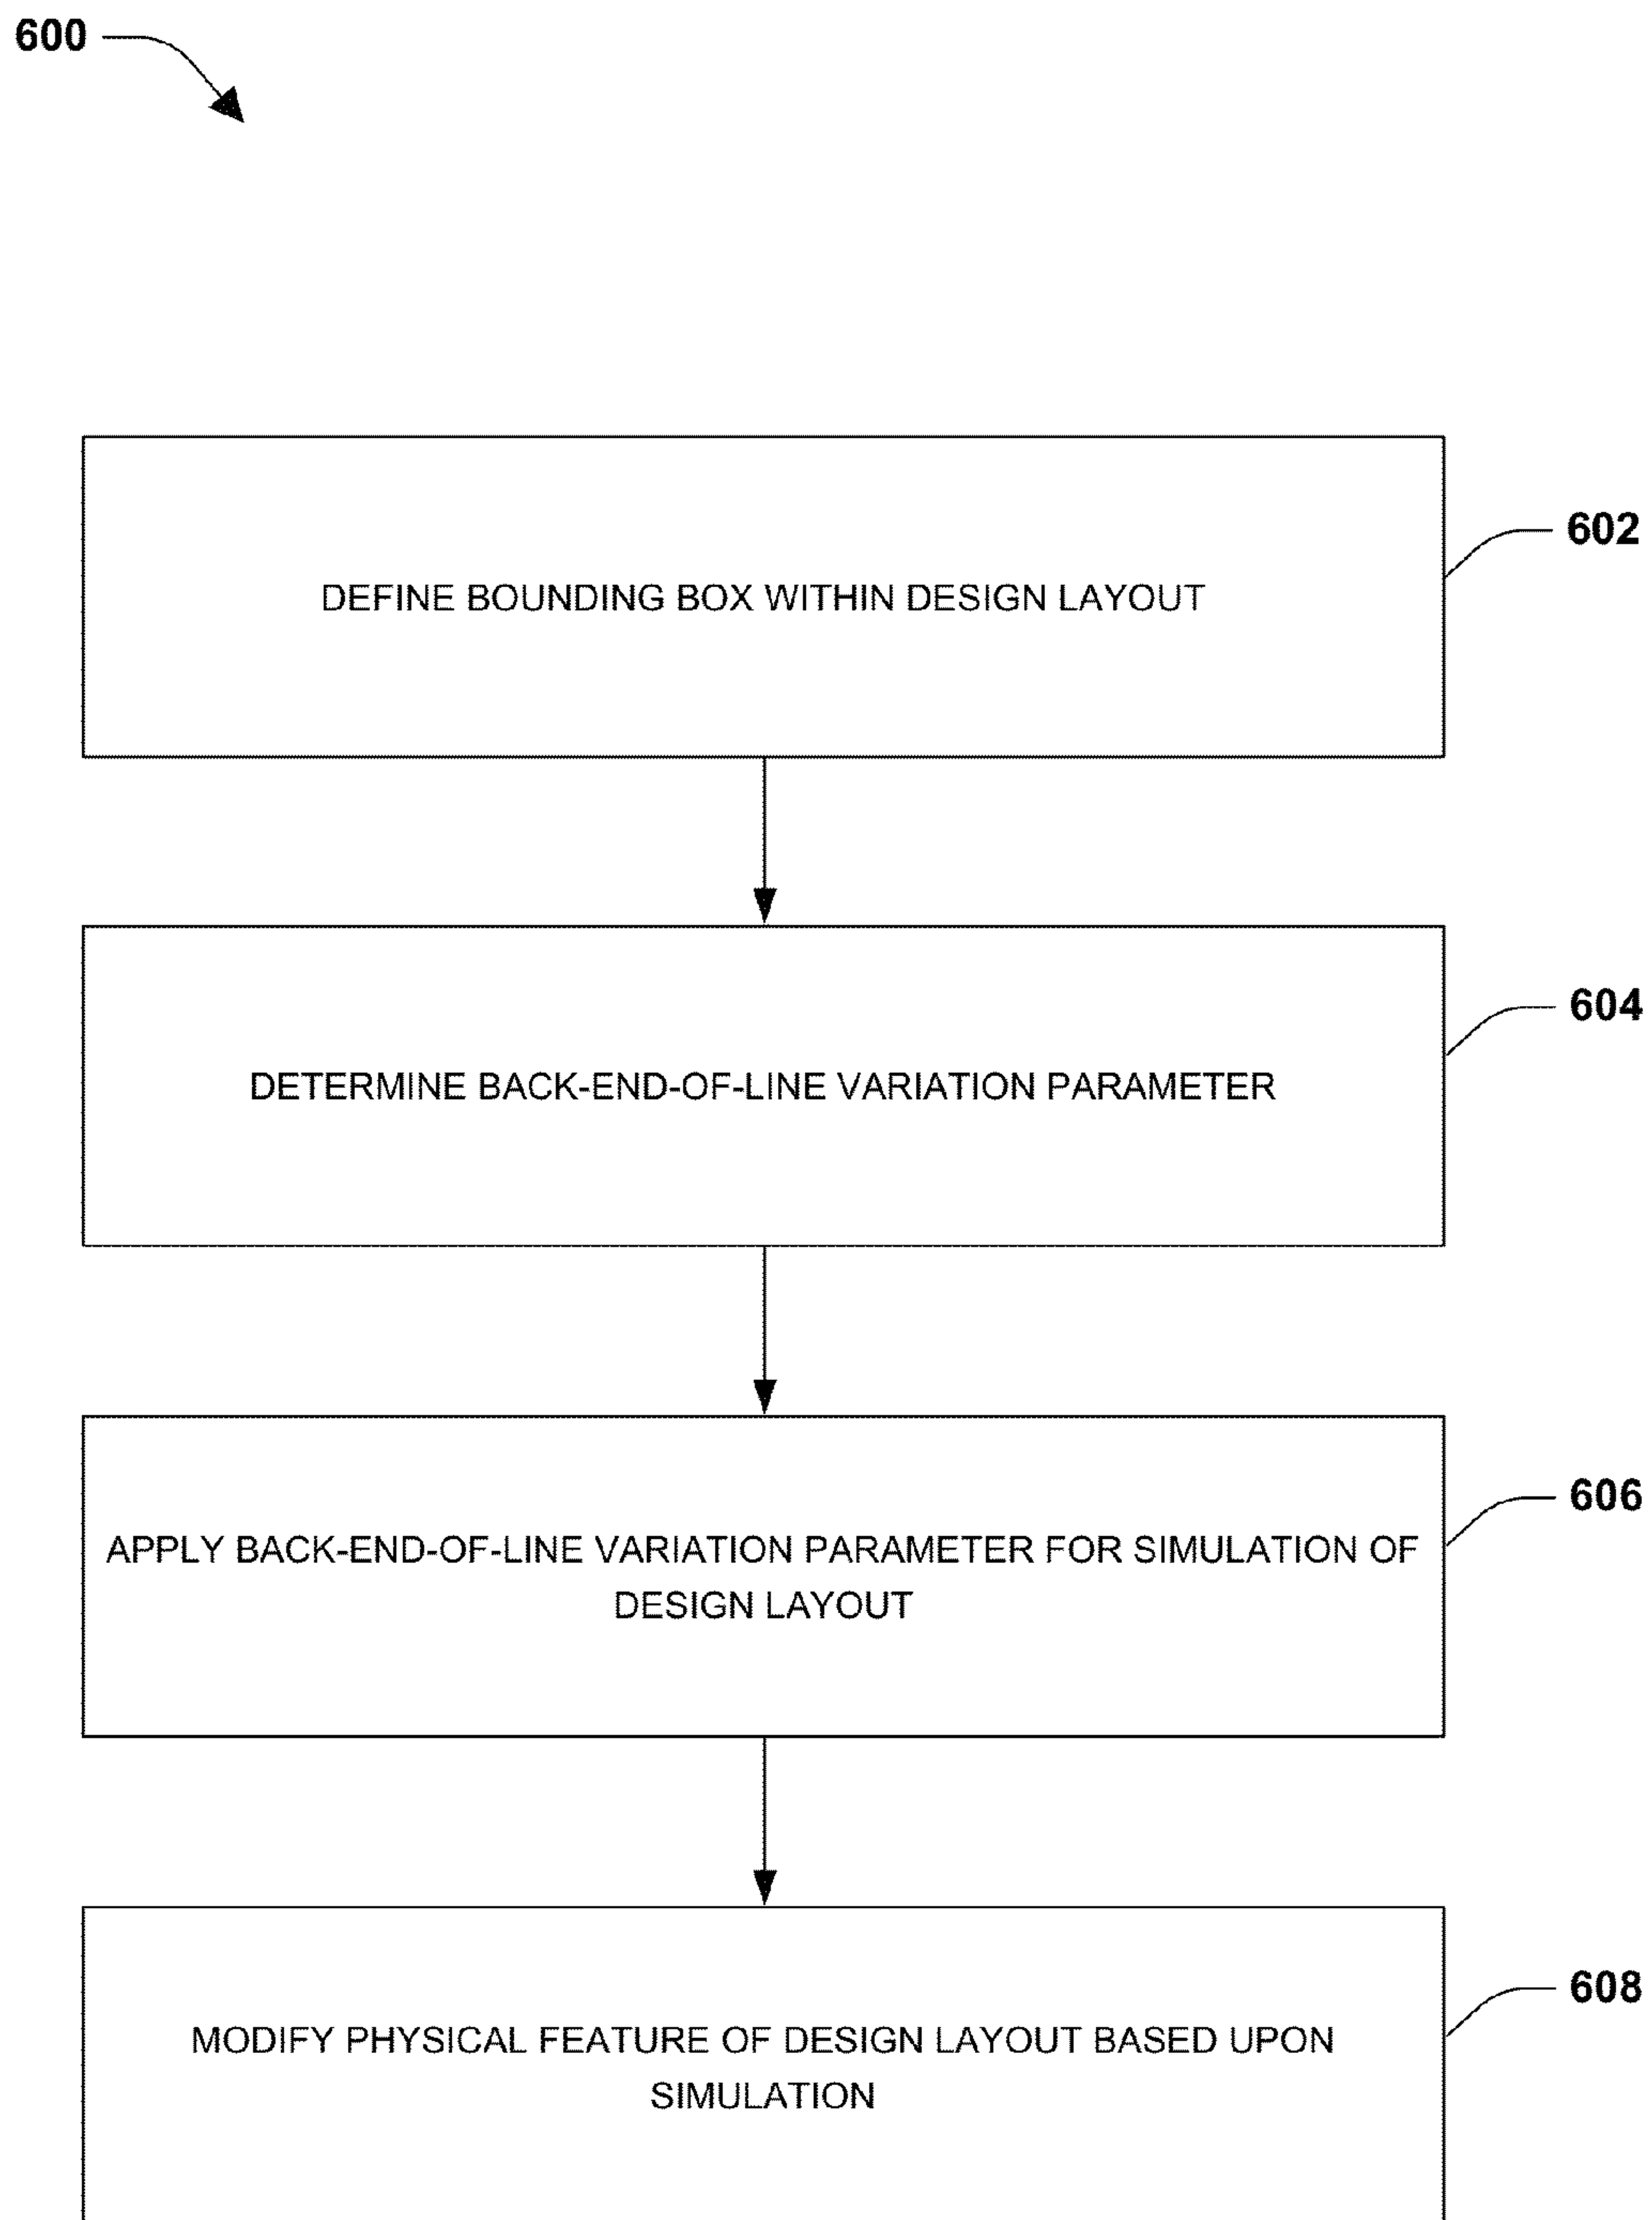 600
DEFINE BOUNDING BOX WITHIN DESIGN LAYOUT
602
DETERMINE BACK-END-OF-LINE VARIATION PARAMETER
604
APPLY BACK-END-OF-LINE VARIATION PARAMETER FOR SIMULATION OF
DESIGN LAYOUT
606
MODIFY PHYSICAL FEATURE OF DESIGN LAYOUT BASED UPON
SIMULATION
608